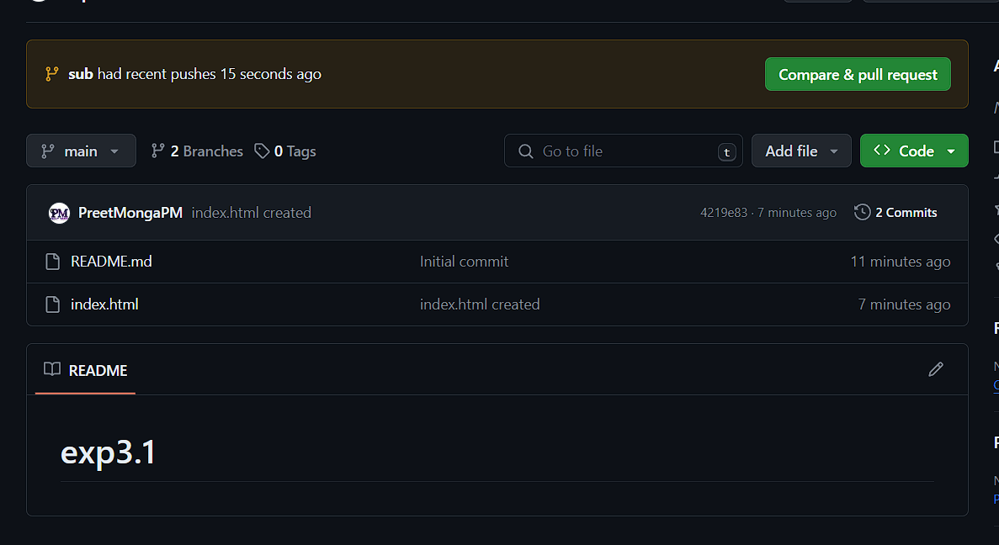 sub had recent pushes 15 seconds ago
Compare & pull request
main
2 Branches
0 Tags
Go to file
t
Add file
Code
PM
PreetMongaPM index.html created
4219e83 · 7 minutes ago
2 Commits
README.md Initial commit 11 minutes ago
index.html index.html created 7 minutes ago
README
exp3.1